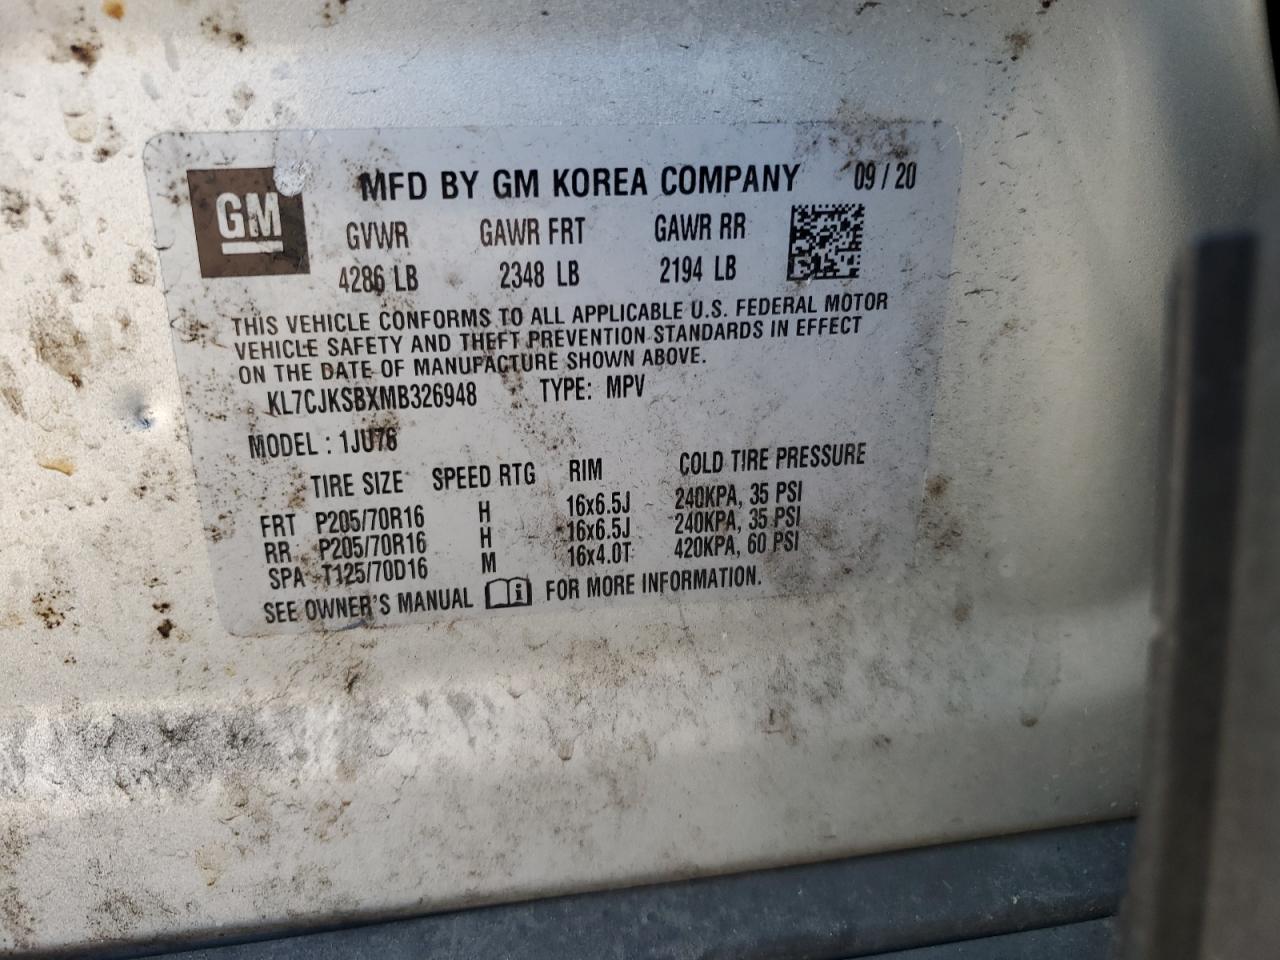 GM
MFD BY GM KOREA COMPANY 09 / 20
GVWR GAWR FRT GAWR RR
4286 LB 2348 LB 2194 LB
THIS VEHICLE CONFORMS TO ALL APPLICABLE U.S. FEDERAL MOTOR
VEHICLE SAFETY AND THEFT PREVENTION STANDARDS IN EFFECT
ON THE DATE OF MANUFACTURE SHOWN ABOVE.
KL7CJKSBXMB326948 TYPE: MPV
MODEL : 1JU76
TIRE SIZE SPEED RTG RIM COLD TIRE PRESSURE
FRT P205/70R16 H 16x6.5J 240KPA, 35 PSI
RR P205/70R16 H 16x6.5J 240KPA, 35 PSI
SPA T125/70D16 M 16x4.0T 420KPA, 60 PSI
SEE OWNER'S MANUAL i FOR MORE INFORMATION.